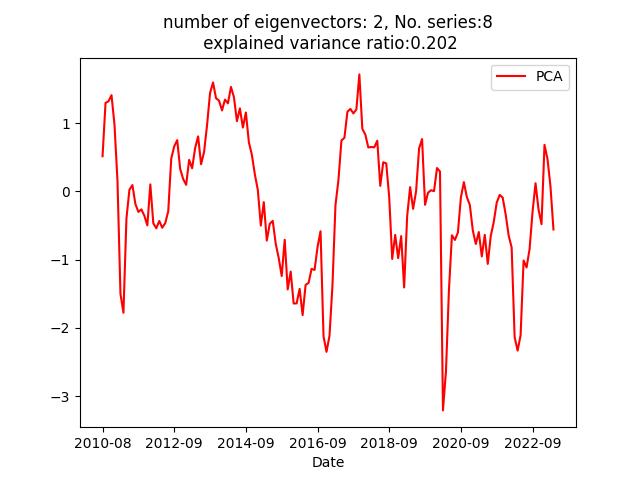 number of eigenvectors: 2, No. series:8
explained variance ratio:0.202
PCA
1
0
−1
−2
−3
2010-08 2012-09 2014-09 2016-09 2018-09 2020-09 2022-09
Date